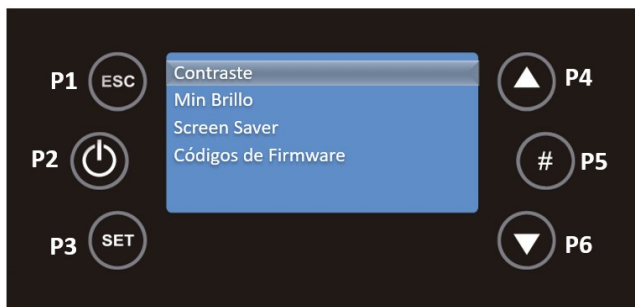 P1 ESC
Contraste
P4
Min Brillo
Screen Saver
P2
Códigos de Firmware
# P5
P3 SET
P6